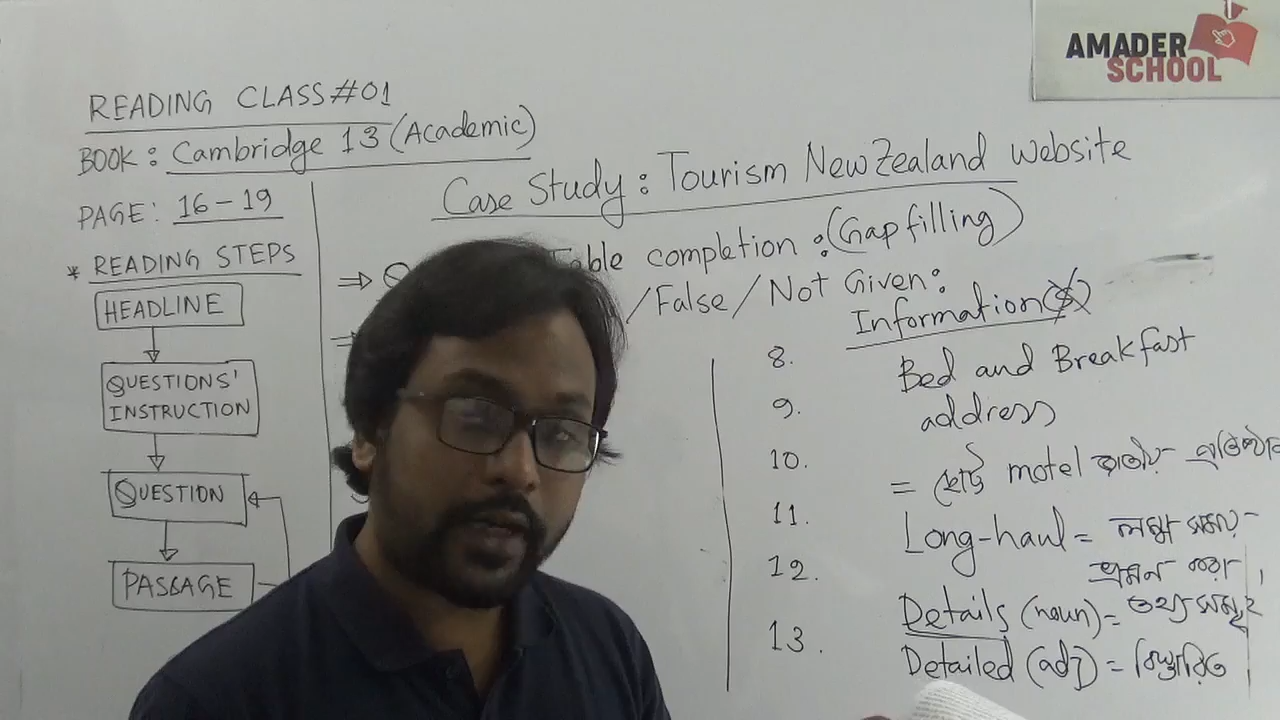 AMADER
SCHOOL
READING CLASS#01
BOOK: Cambridge 13 (Academic)
PAGE: 16-19
* READING STEPS
HEADLINE
QUESTIONS'
INSTRUCTION
QUESTION
PASSAGE
Case Study: Tourism New Zealand Website
⇒ Table completion: (Gap filling)
⇒ /False/Not Given:
Information
8.
9.
10.
11.
12.
13.
Bed and Breakfast
address
= ছোট motel জাতীয়
Long-haul = লম্বা সময়
ভ্রমন করা,
Details (noun) = তথ্যসমূহ
Detailed (adj) = বিস্তারিত